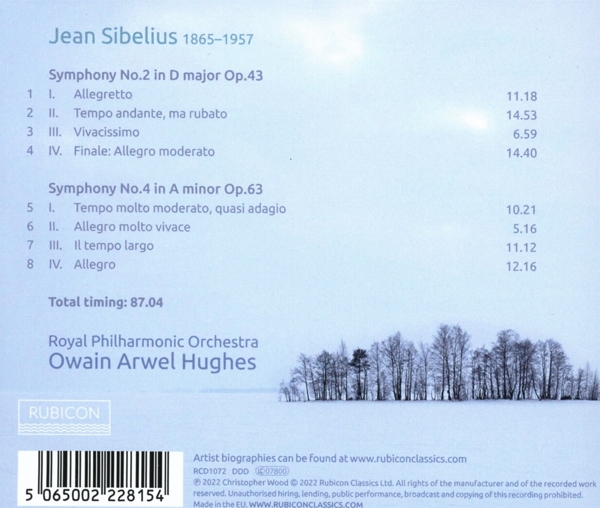 Jean Sibelius 1865–1957
Symphony No.2 in D major Op.43
1 I. Allegretto 11.18
2 II. Tempo andante, ma rubato 14.53
3 III. Vivacissimo 6.59
4 IV. Finale: Allegro moderato 14.40
Symphony No.4 in A minor Op.63
5 I. Tempo molto moderato, quasi adagio 10.21
6 II. Allegro molto vivace 5.16
7 III. Il tempo largo 11.12
8 IV. Allegro 12.16
Total timing: 87.04
Royal Philharmonic Orchestra
Owain Arwel Hughes
RUBICON
Artist biographies can be found at www.rubiconclassics.com
RCD1072 DDD LC 07800
℗ 2022 Christopher Wood © 2022 Rubicon Classics Ltd. All rights of the manufacturer and of the recorded work
reserved. Unauthorised hiring, lending, public performance, broadcast and copying of this recording prohibited.
Made in the EU. WWW.RUBICONCLASSICS.COM
5 065002 228154